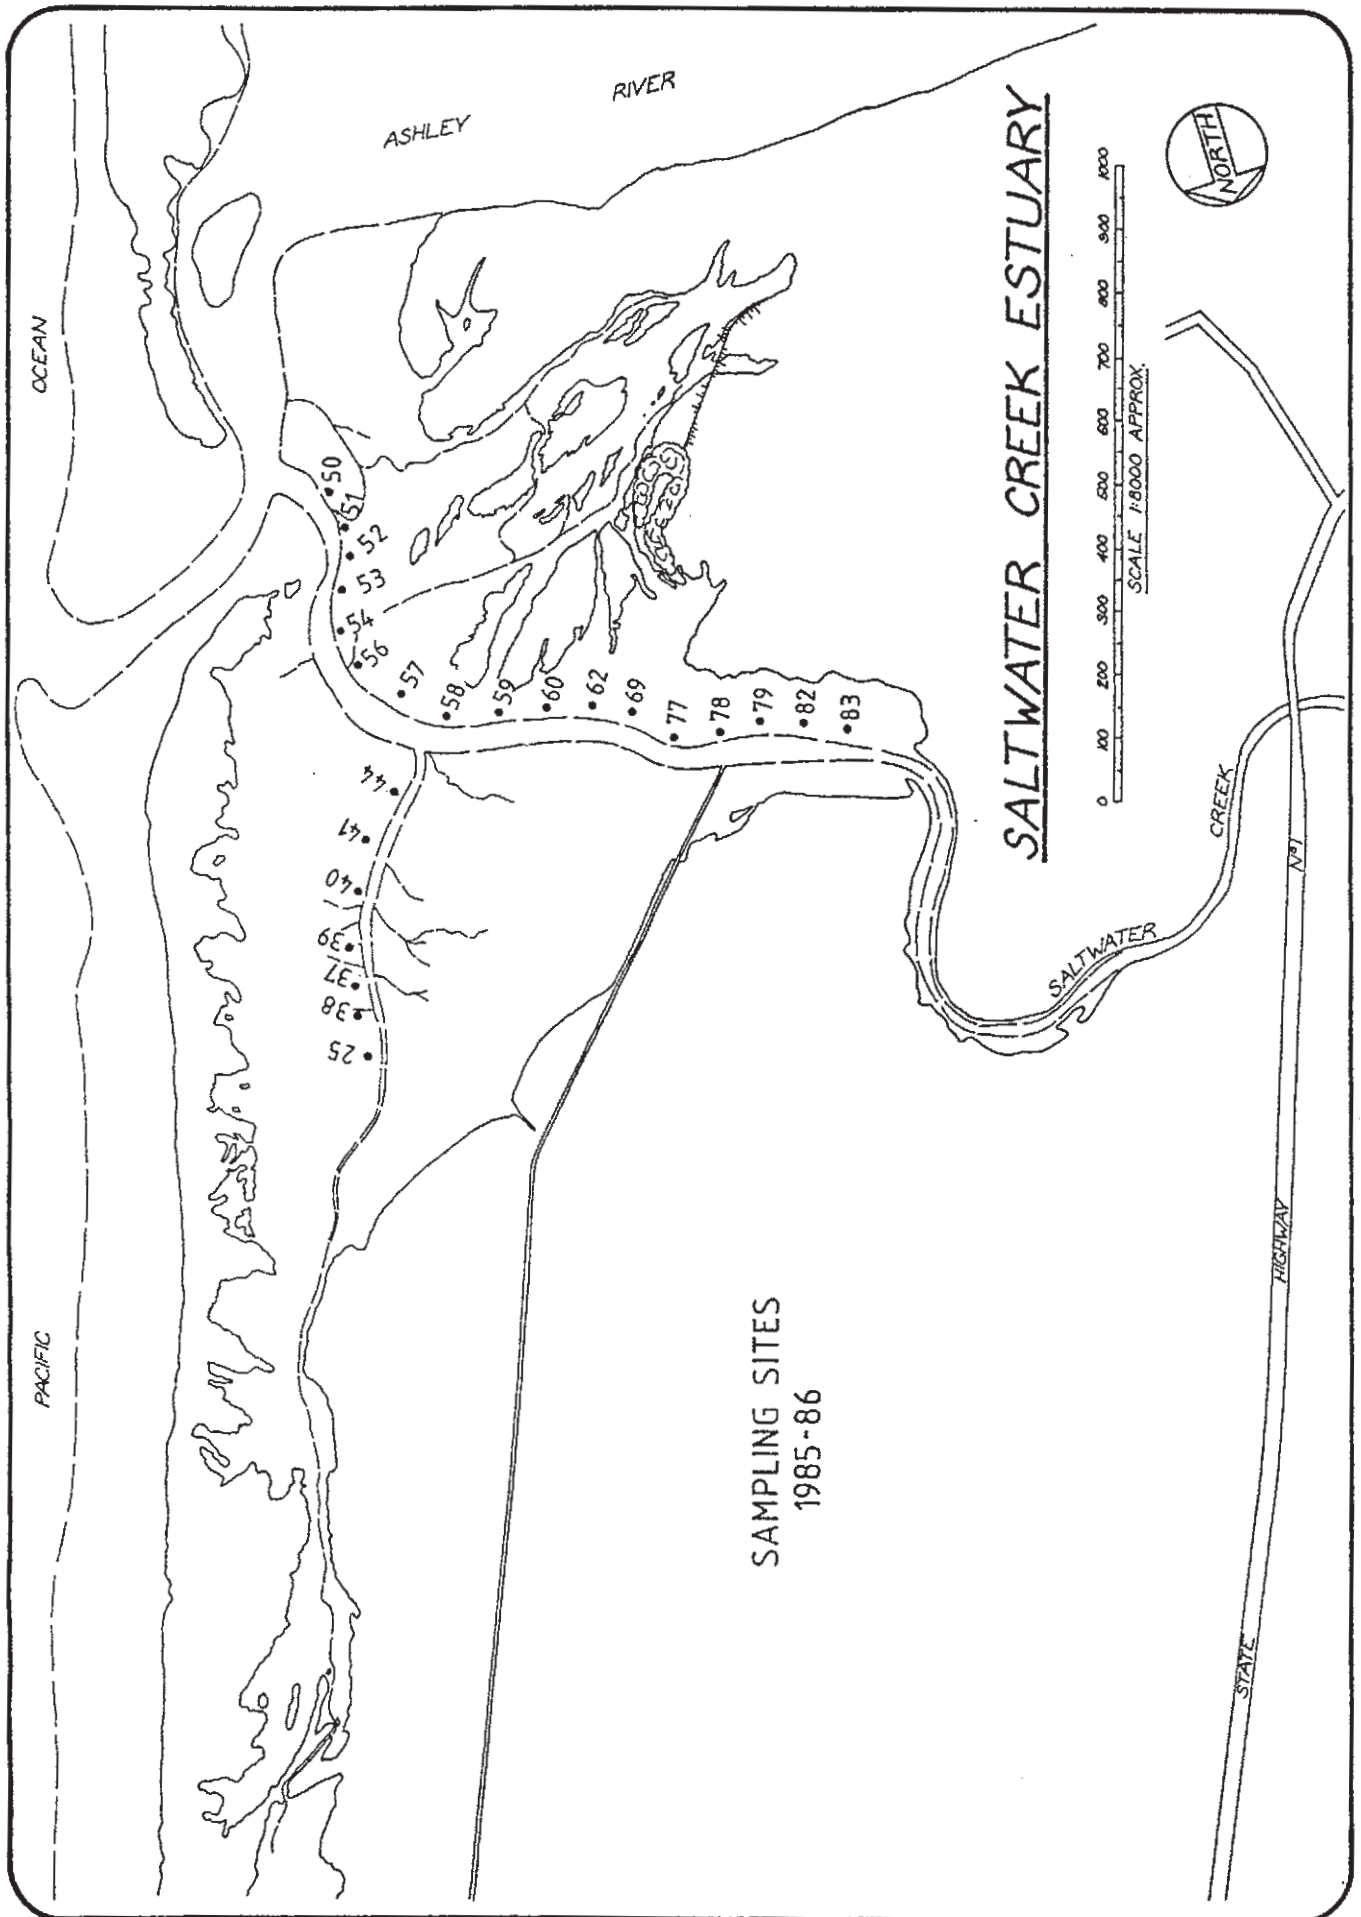 PACIFIC
OCEAN
ASHLEY
RIVER
50
51
52
53
54
56
57
58
59
60
62
69
77
78
79
82
83
44
41
40
39
37
38
25
SAMPLING SITES
1985-86
SALTWATER
CREEK
STATE
HIGHWAY
Nº1
SALTWATER CREEK ESTUARY
0 100 200 300 400 500 600 700 800 900 1000
SCALE 1:8000 APPROX.
NORTH